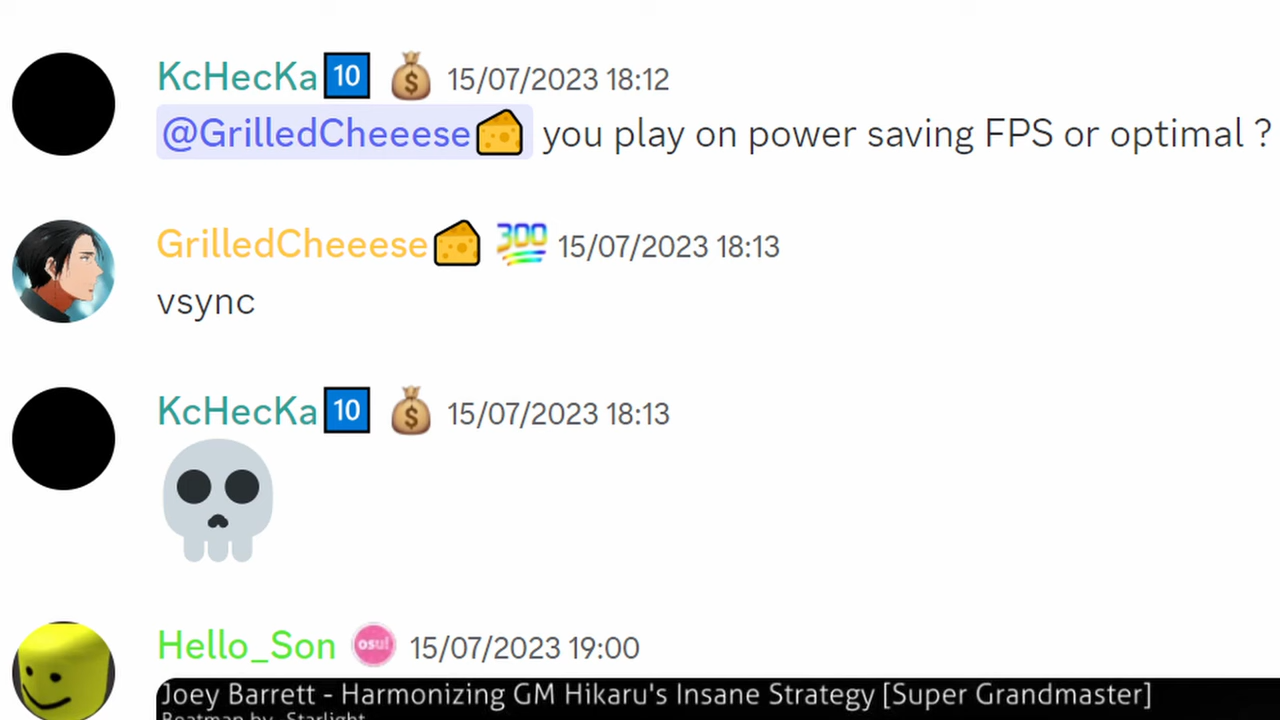 KcHecKa 10 15/07/2023 18:12
@GrilledCheeese you play on power saving FPS or optimal ?
GrilledCheeese 300 15/07/2023 18:13
vsync
KcHecKa 10 15/07/2023 18:13
Hello_Son osu! 15/07/2023 19:00
Joey Barrett - Harmonizing GM Hikaru's Insane Strategy [Super Grandmaster]
Beatmap by -Starlight